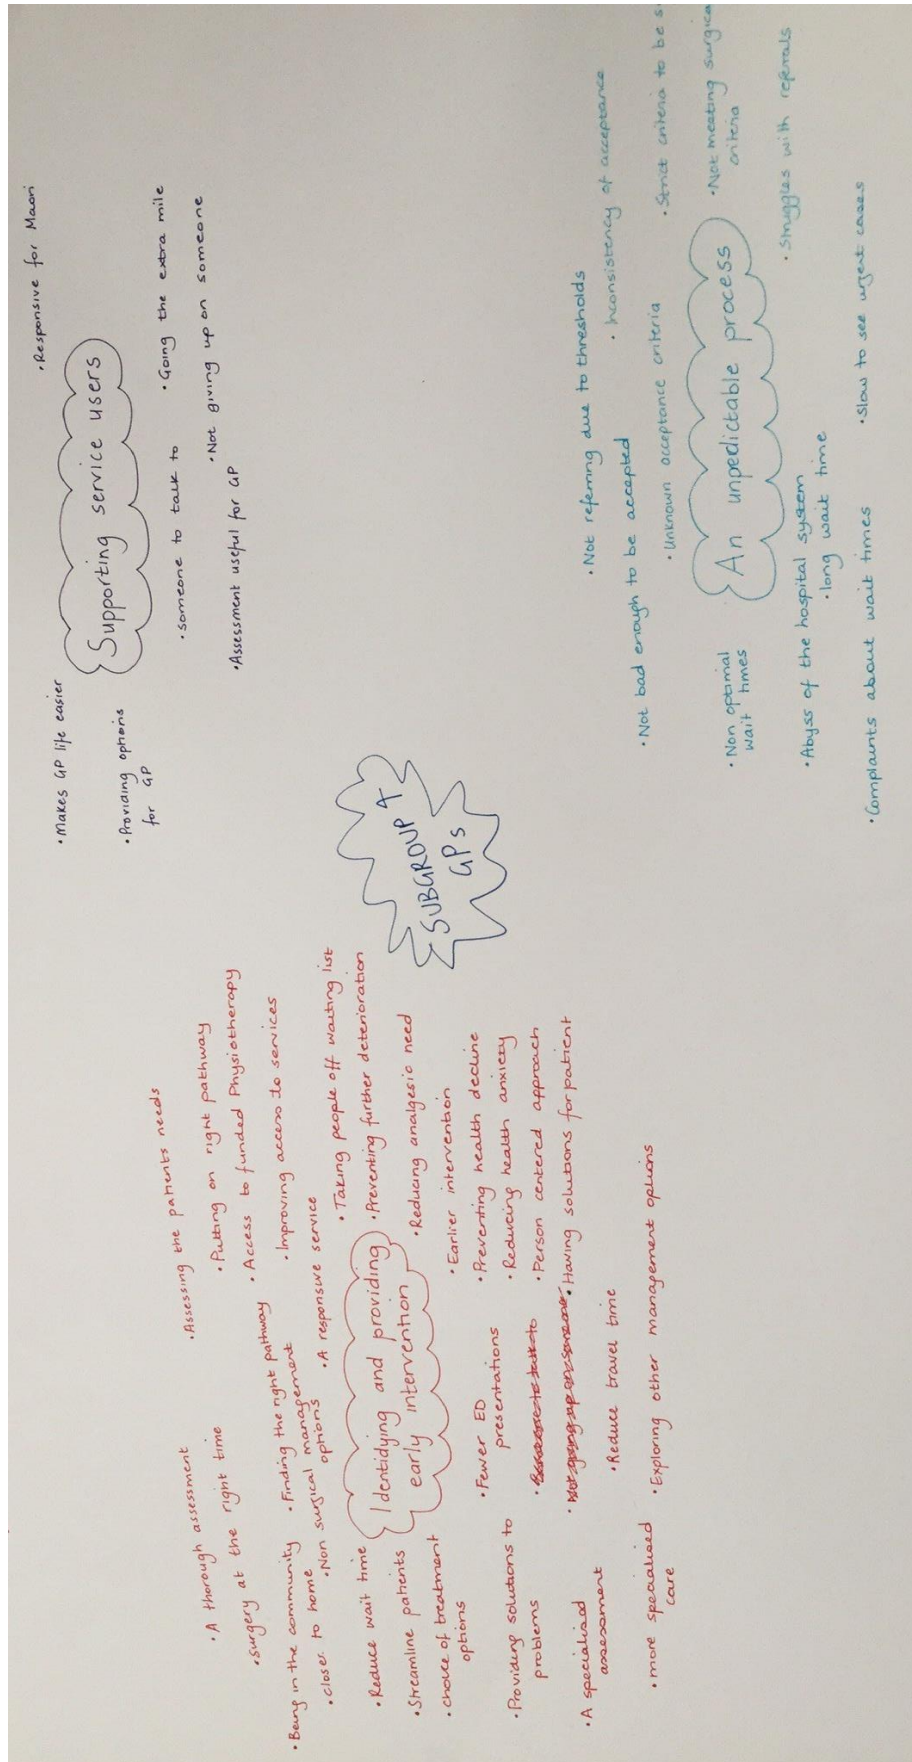 SUBGROUP 4
GPs
Identidying and providing
early intervention
• A thorough assessment
• surgery at the right time
• Being in the community
• closer to home
• Finding the right pathway
• Non surgical management
options
• Reduce wait time
• Streamline patients
• choice of treatment
options
• Providing solutions to
problems
• A specialised
assessment
• more specialised
care
• Assessing the patients needs
• Putting on right pathway
• Access to funded Physiotherapy
• Improving access to services
• A responsive service
• Taking people off waiting list
• Preventing further deterioration
• Reducing analgesic need
• Earlier intervention
• Preventing health decline
• Reducing health anxiety
• Person centered approach
• Having solutions for patient
• Fewer ED
presentations
• Reduce travel time
• Exploring other management options
Supporting service users
• Makes GP life easier
• Providing options
for GP
• Responsive for Maori
• someone to talk to
• Going the extra mile
• Not giving up on someone
• Assessment useful for GP
An unpedictable process
• Not referring due to thresholds
• Inconsistency of acceptance
• Not bad enough to be accepted
• Unknown acceptance criteria
• Strict criteria to be s
• Not meeting surgica
criteria
• Struggles with referrals
• Non optimal
wait times
• Abyss of the hospital system
• long wait time
• Complaints about wait times
• Slow to see urgent cases